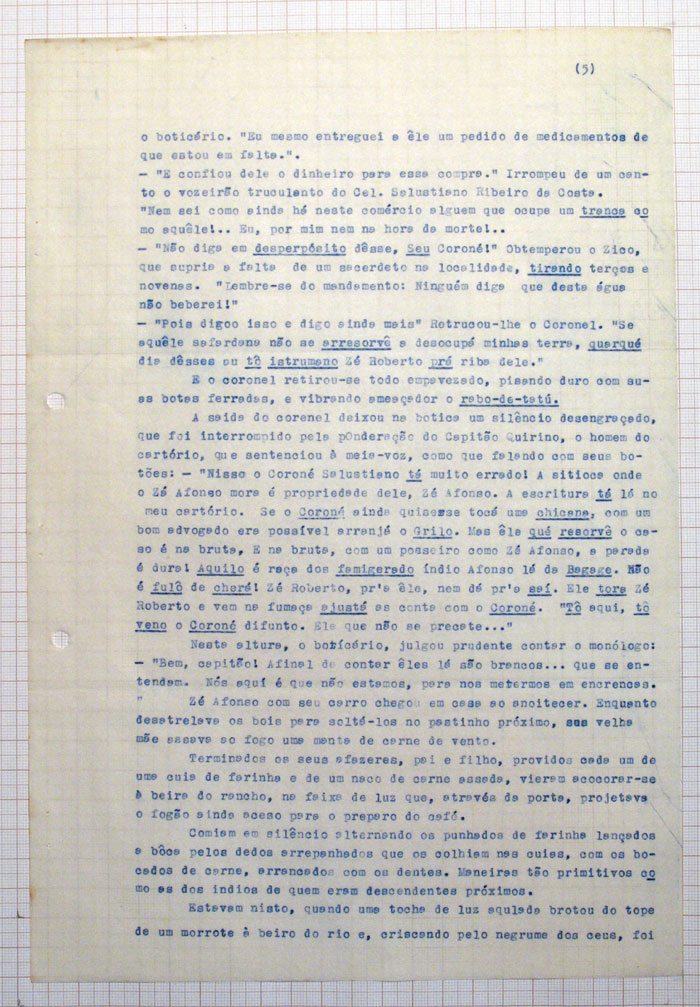 (5)
o boticário. "Eu mesmo entreguei a êle um pedido de medicamentos de
que estou em falta.".
— "E confiou dele o dinheiro para essa compra." Irrompeu de um can-
to o vozeirão truculento do Cel. Salustiano Ribeiro da Costa.
"Nem sei como ainda há neste comércio alguem que ocupe um tranca co
mo aquêle!.. Eu, por mim nem na hora da morte!..
— "Não diga em desperpósito dêsse, Seu Coroné!" Obtemperou o Zico,
que supria a falta de um sacerdeto na localidade, tirando terços e
novenas. "Lembre-se do mandamento: Ninguém diga que desta água
não beberei!"
— "Pois digoo isso e digo ainda mais" Retrucou-lhe o Coronel. "Se
aquêle safardana não se arresorvê a desocupá minhas terra, quarqué
dia dêsses eu tô istrumano Zé Roberto prá riba dele."
E o coronel retirou-se todo empavezado, pisando duro com su-
as botas ferradas, e vibrando ameaçador o rabo-de-tatú.
A saida do corenel deixou na botica um silêncio desengraçado,
que foi interrompido pela pOnderação do Capitão Quirino, o homem do
cartório, que sentenciou à meia-voz, como que falando com seus bo-
tões: — "Nisso o Coroné Salustiano tá muito errado! A sitioca onde
o Zé Afonso mora é propriedade dele, Zé Afonso. A escritura tá lá no
meu cartório. Se o Coroné ainda quisesse tocá uma chicana, com um
bom advogado era possível arranjá o Grilo. Mas êle qué resorvê o ca-
so é na bruta, E na bruta, com um posseiro como Zé Afonso, a parada
é dura! Aquilo é raça dos famigerado índio Afonso lá da Bagage. Não
é fulô de cherá! Zé Roberto, pr'a êle, nem dá pr'a saí. Ele tora Zé
Roberto e vem na fumaça ajustá as conta com o Coroné. "Tô aqui, tô
veno o Coroné difunto. Ele que não se precate..."
Nesta altura, o boticário, julgou prudente contar o monólogo:
— "Bem, capitão! Afinal de contar êles lá são brancos... que se en-
tendam. Nós aqui é que não estamos, para nos metermos em encrencas.
" Zé Afonso com seu carro chegou em casa ao anoitecer. Enquanto
desatrelava os bois para soltá-los no pastinho próximo, sua velha
mãe assava ao fogo uma manta de carne de vento.
Terminados os seus afazeres, pai e filho, providos cada um de
uma cuia de farinha e de um naco de carne assada, vieram acocorar-se
à beira do rancho, na faixa de luz que, através da porta, projetava
o fogão ainda aceso para o preparo do café.
Comiam em silêncio alternando os punhados de farinha lançados
a bôca pelos dedos arrepanhados que os colhiam nas cuias, com os bo-
cados de carne, arrancados com os dentes. Maneiras tão primitivos co
mo as dos indios de quem eram descendentes próximos.
Estavam nisto, quando uma tocha de luz aqulada brotou do tope
de um morrote à beiro do rio e, criscando pelo negrume dos ceus, foi